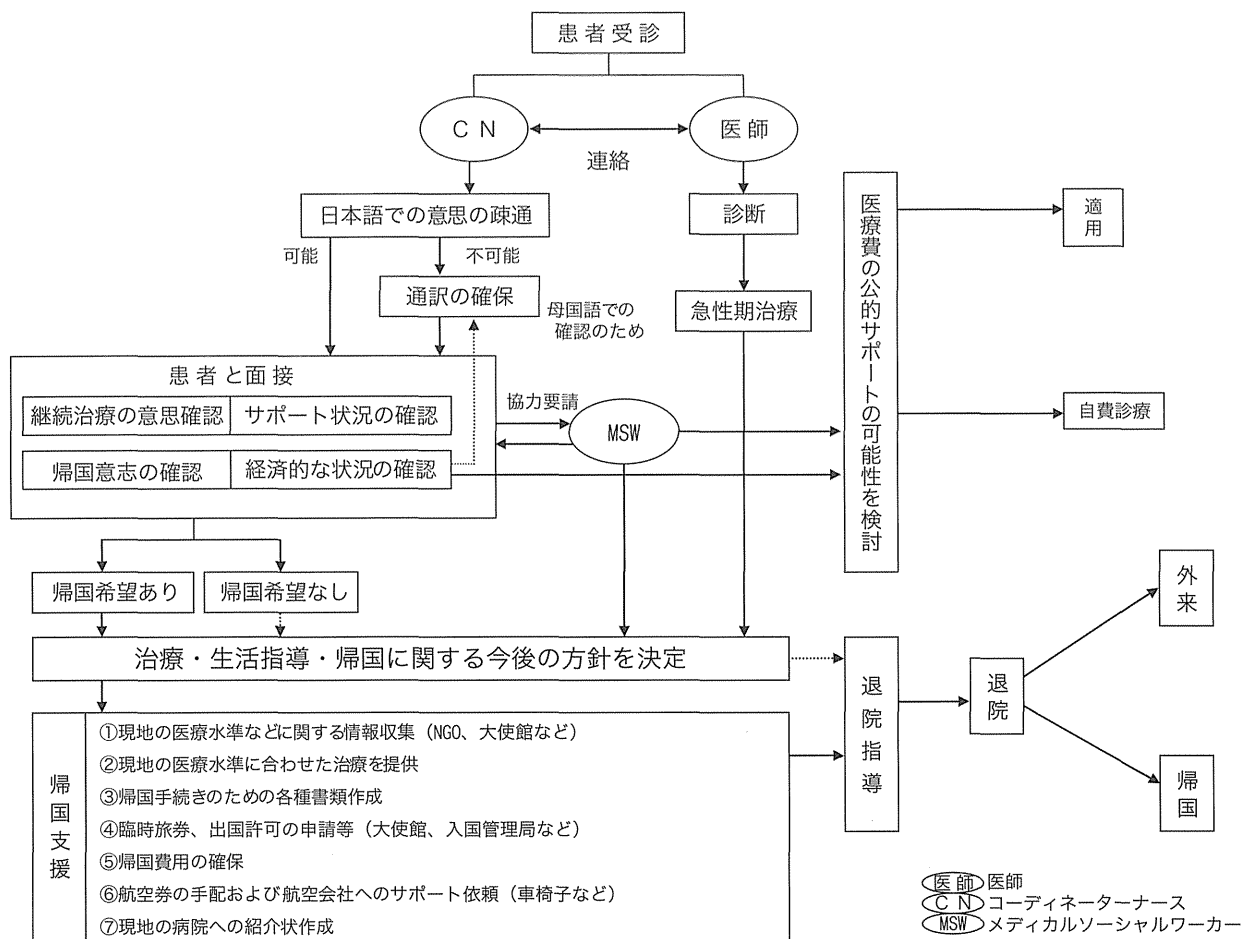 患者受診
CN
医師
連絡
日本語での意思の疎通
診断
可能
不可能
通訳の確保
母国語での
確認のため
急性期治療
患者と面接
継続治療の意思確認
サポート状況の確認
帰国意志の確認
経済的な状況の確認
協力要請
MSW
医療費の公的サポートの可能性を検討
適用
自費診療
帰国希望あり
帰国希望なし
治療・生活指導・帰国に関する今後の方針を決定
帰国支援
①現地の医療水準などに関する情報収集（NGO、大使館など）
②現地の医療水準に合わせた治療を提供
③帰国手続きのための各種書類作成
④臨時旅券、出国許可の申請等（大使館、入国管理局など）
⑤帰国費用の確保
⑥航空券の手配および航空会社へのサポート依頼（車椅子など）
⑦現地の病院への紹介状作成
退院指導
退院
外来
帰国
医師 医師
CN コーディネーターナース
MSW メディカルソーシャルワーカー